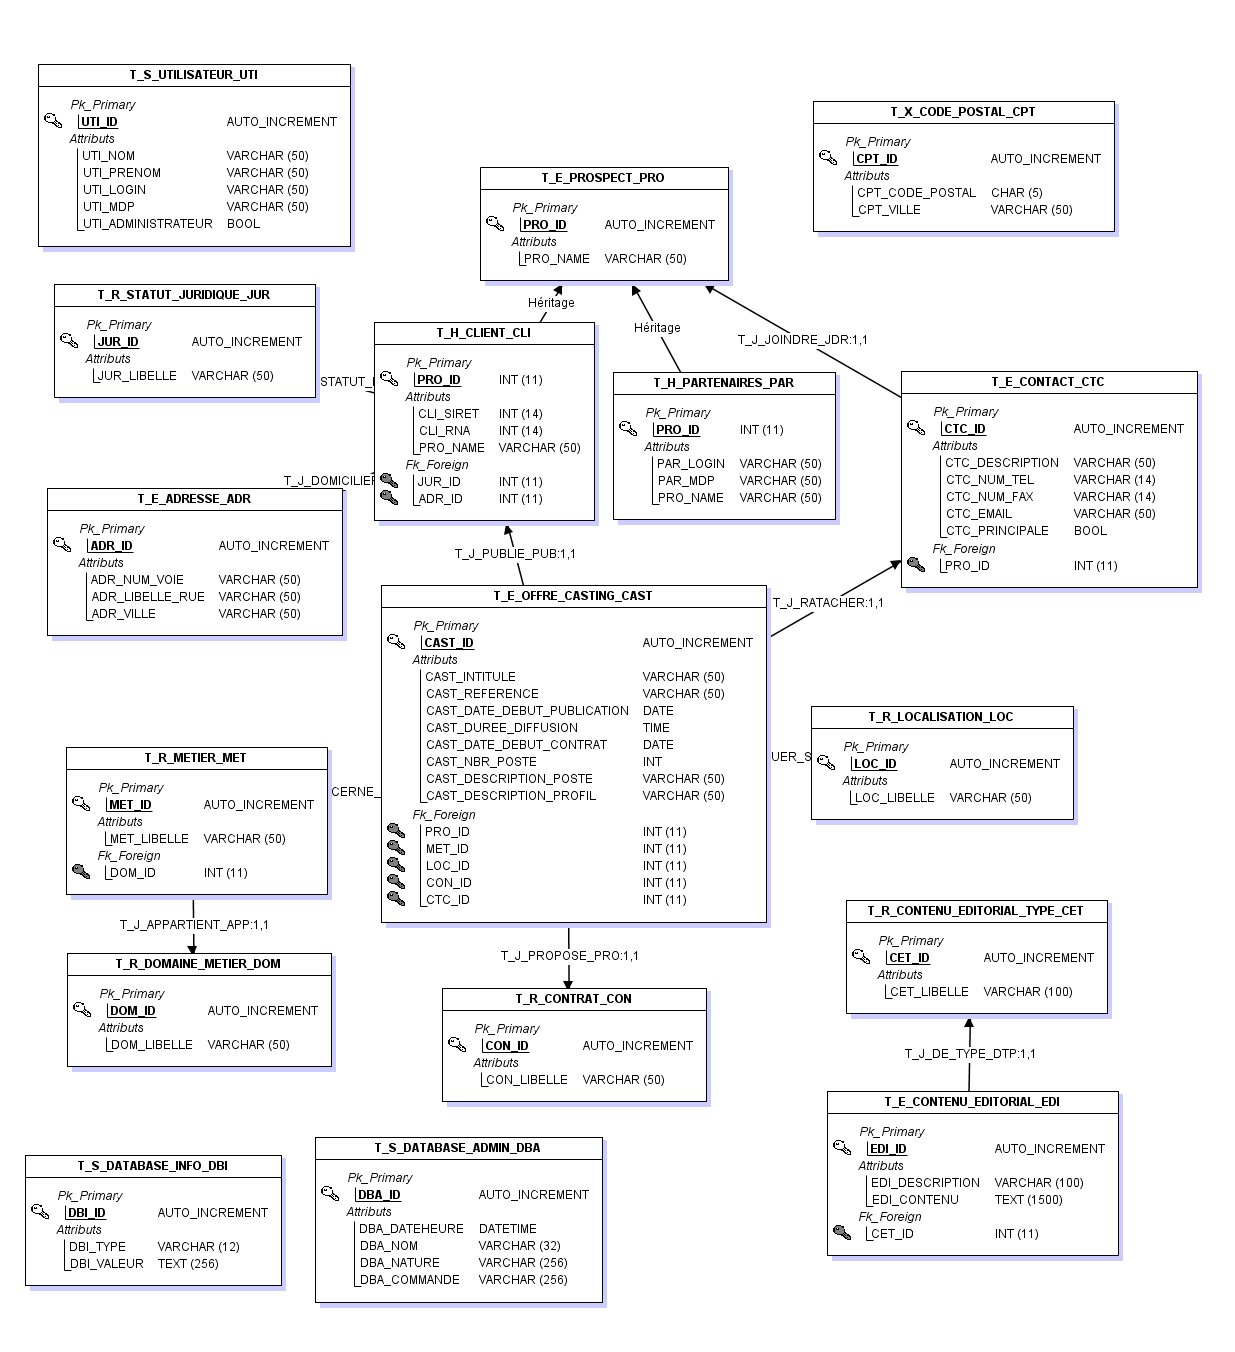 T_S_UTILISATEUR_UTI
Pk_Primary
UTI_ID AUTO_INCREMENT
Attributs
UTI_NOM VARCHAR (50)
UTI_PRENOM VARCHAR (50)
UTI_LOGIN VARCHAR (50)
UTI_MDP VARCHAR (50)
UTI_ADMINISTRATEUR BOOL
T_X_CODE_POSTAL_CPT
Pk_Primary
CPT_ID AUTO_INCREMENT
Attributs
CPT_CODE_POSTAL CHAR (5)
CPT_VILLE VARCHAR (50)
T_E_PROSPECT_PRO
Pk_Primary
PRO_ID AUTO_INCREMENT
Attributs
PRO_NAME VARCHAR (50)
Héritage
Héritage
T_J_JOINDRE_JDR:1,1
T_R_STATUT_JURIDIQUE_JUR
Pk_Primary
JUR_ID AUTO_INCREMENT
Attributs
JUR_LIBELLE VARCHAR (50)
STATUT_
T_H_CLIENT_CLI
Pk_Primary
PRO_ID INT (11)
Attributs
CLI_SIRET INT (14)
CLI_RNA INT (14)
PRO_NAME VARCHAR (50)
Fk_Foreign
JUR_ID INT (11)
ADR_ID INT (11)
T_H_PARTENAIRES_PAR
Pk_Primary
PRO_ID INT (11)
Attributs
PAR_LOGIN VARCHAR (50)
PAR_MDP VARCHAR (50)
PRO_NAME VARCHAR (50)
T_E_CONTACT_CTC
Pk_Primary
CTC_ID AUTO_INCREMENT
Attributs
CTC_DESCRIPTION VARCHAR (50)
CTC_NUM_TEL VARCHAR (14)
CTC_NUM_FAX VARCHAR (14)
CTC_EMAIL VARCHAR (50)
CTC_PRINCIPALE BOOL
Fk_Foreign
PRO_ID INT (11)
T_J_DOMICILIER
T_E_ADRESSE_ADR
Pk_Primary
ADR_ID AUTO_INCREMENT
Attributs
ADR_NUM_VOIE VARCHAR (50)
ADR_LIBELLE_RUE VARCHAR (50)
ADR_VILLE VARCHAR (50)
T_J_PUBLIE_PUB:1,1
T_J_RATACHER:1,1
T_E_OFFRE_CASTING_CAST
Pk_Primary
CAST_ID AUTO_INCREMENT
Attributs
CAST_INTITULE VARCHAR (50)
CAST_REFERENCE VARCHAR (50)
CAST_DATE_DEBUT_PUBLICATION DATE
CAST_DUREE_DIFFUSION TIME
CAST_DATE_DEBUT_CONTRAT DATE
CAST_NBR_POSTE INT
CAST_DESCRIPTION_POSTE VARCHAR (50)
CAST_DESCRIPTION_PROFIL VARCHAR (50)
Fk_Foreign
PRO_ID INT (11)
MET_ID INT (11)
LOC_ID INT (11)
CON_ID INT (11)
CTC_ID INT (11)
UER_S
T_R_LOCALISATION_LOC
Pk_Primary
LOC_ID AUTO_INCREMENT
Attributs
LOC_LIBELLE VARCHAR (50)
T_R_METIER_MET
Pk_Primary
MET_ID AUTO_INCREMENT
Attributs
MET_LIBELLE VARCHAR (50)
Fk_Foreign
DOM_ID INT (11)
CERNE_
T_J_APPARTIENT_APP:1,1
T_R_DOMAINE_METIER_DOM
Pk_Primary
DOM_ID AUTO_INCREMENT
Attributs
DOM_LIBELLE VARCHAR (50)
T_J_PROPOSE_PRO:1,1
T_R_CONTRAT_CON
Pk_Primary
CON_ID AUTO_INCREMENT
Attributs
CON_LIBELLE VARCHAR (50)
T_R_CONTENU_EDITORIAL_TYPE_CET
Pk_Primary
CET_ID AUTO_INCREMENT
Attributs
CET_LIBELLE VARCHAR (100)
T_J_DE_TYPE_DTP:1,1
T_E_CONTENU_EDITORIAL_EDI
Pk_Primary
EDI_ID AUTO_INCREMENT
Attributs
EDI_DESCRIPTION VARCHAR (100)
EDI_CONTENU TEXT (1500)
Fk_Foreign
CET_ID INT (11)
T_S_DATABASE_INFO_DBI
Pk_Primary
DBI_ID AUTO_INCREMENT
Attributs
DBI_TYPE VARCHAR (12)
DBI_VALEUR TEXT (256)
T_S_DATABASE_ADMIN_DBA
Pk_Primary
DBA_ID AUTO_INCREMENT
Attributs
DBA_DATEHEURE DATETIME
DBA_NOM VARCHAR (32)
DBA_NATURE VARCHAR (256)
DBA_COMMANDE VARCHAR (256)